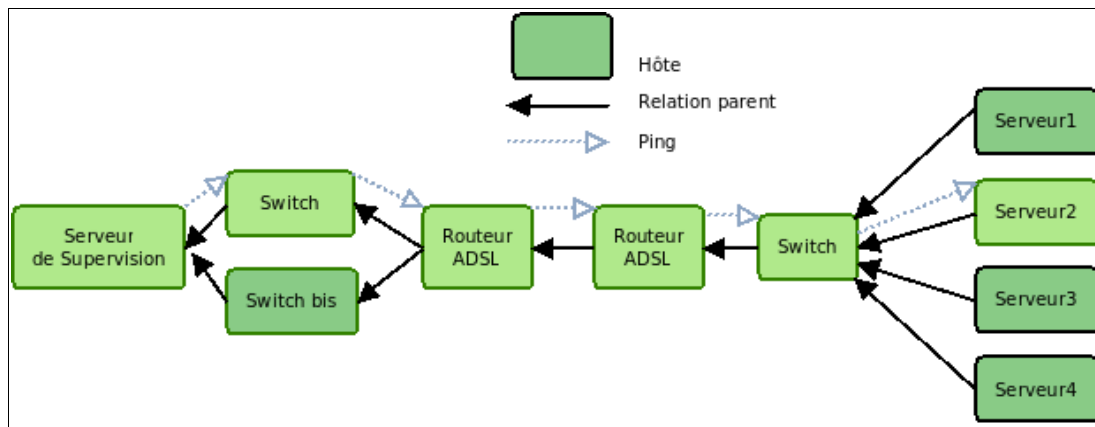 Hôte
Relation parent
Ping
Serveur
de Supervision
Switch
Switch bis
Routeur
ADSL
Routeur
ADSL
Switch
Serveur1
Serveur2
Serveur3
Serveur4